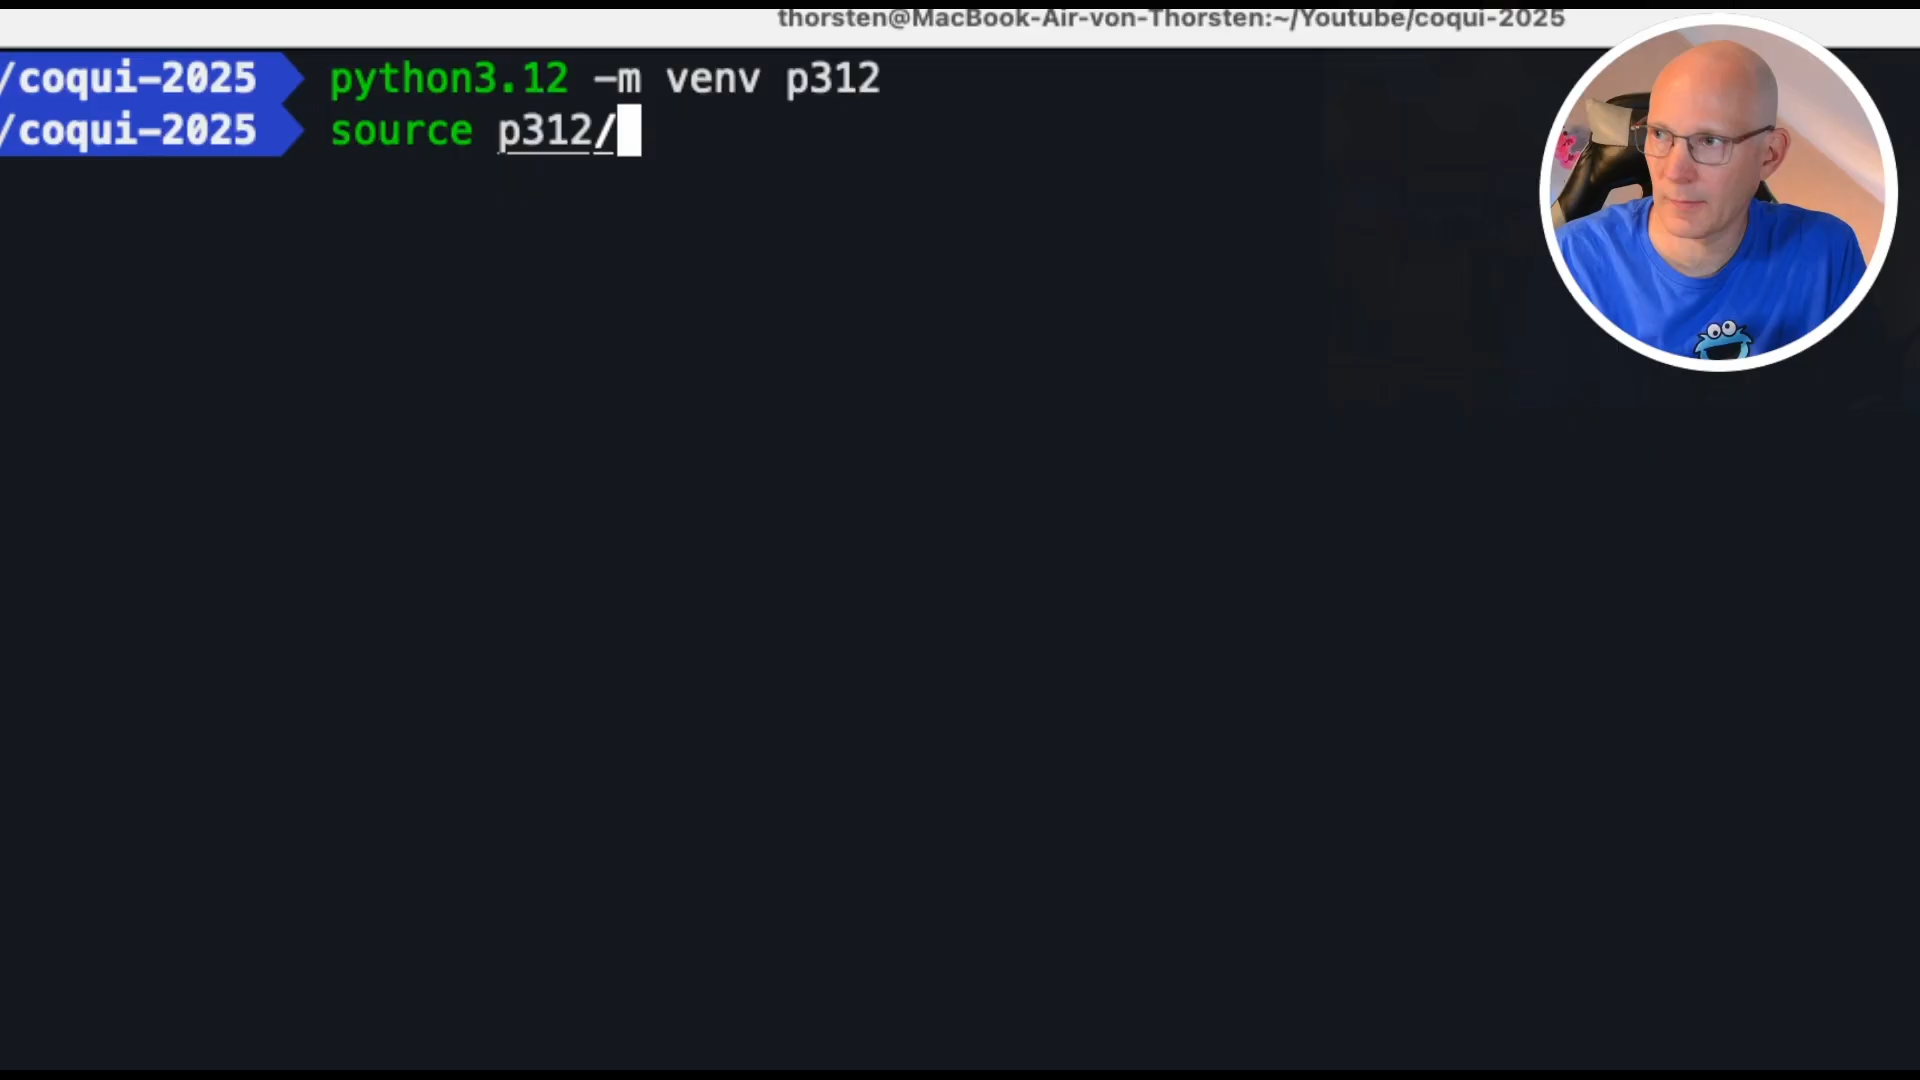 thorsten@MacBook-Air-von-Thorsten:~/Youtube/coqui-2025
/coqui-2025 python3.12 -m venv p312
/coqui-2025 source p312/